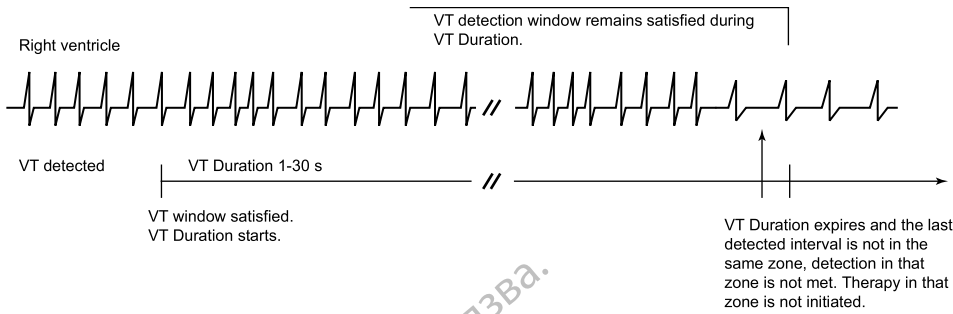 VT detection window remains satisfied during
VT Duration.
Right ventricle
VT detected
VT Duration 1-30 s
VT window satisfied.
VT Duration starts.
VT Duration expires and the last
detected interval is not in the
same zone, detection in that
zone is not met. Therapy in that
zone is not initiated.